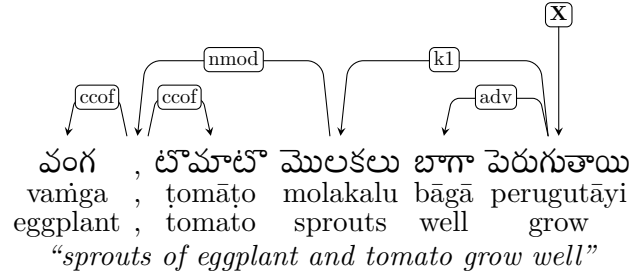 X
nmod k1
ccof ccof adv
వంగ , టొమాటొ మొలకలు బాగా పెరుగుతాయి
vaṁga , ṭomāṭo molakalu bāgā perugutāyi
eggplant , tomato sprouts well grow
“sprouts of eggplant and tomato grow well”